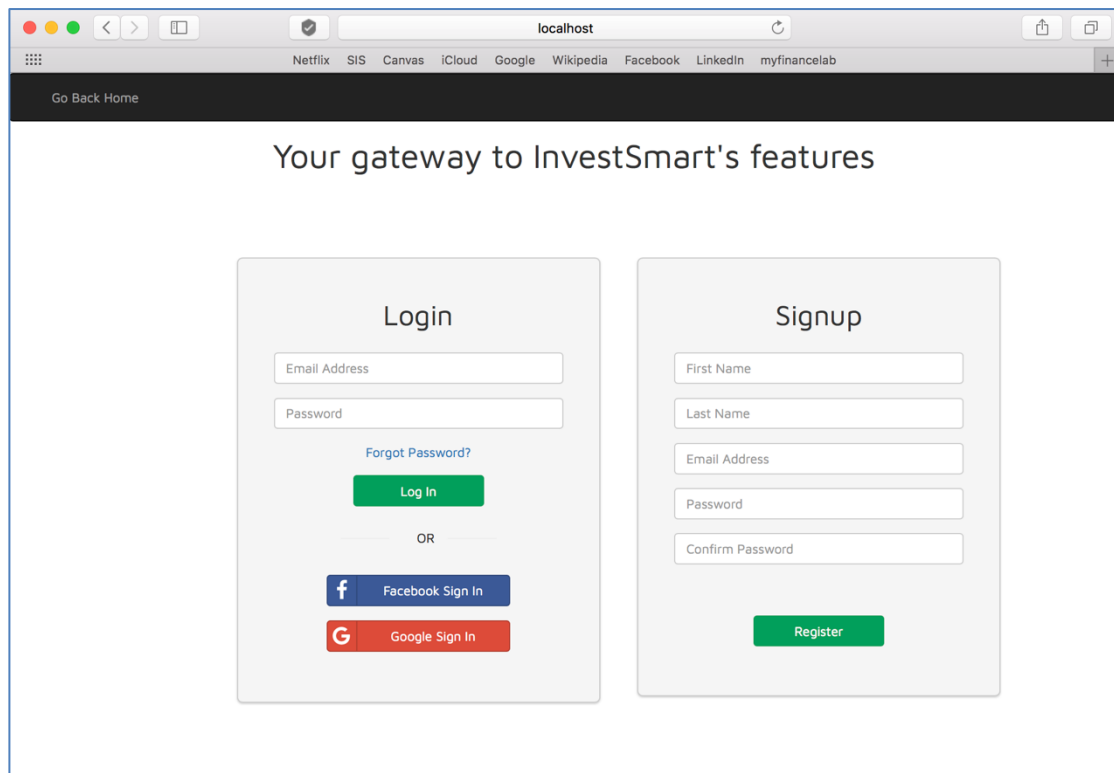 localhost
Netflix SIS Canvas iCloud Google Wikipedia Facebook LinkedIn myfinancelab
Go Back Home
Your gateway to InvestSmart's features
Login
Email Address
Password
Forgot Password?
Log In
OR
Facebook Sign In
Google Sign In
Signup
First Name
Last Name
Email Address
Password
Confirm Password
Register